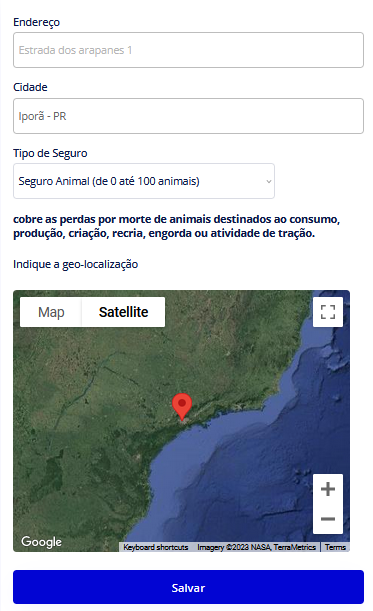 Endereço
Estrada dos arapanes 1
Cidade
Iporã - PR
Tipo de Seguro
Seguro Animal (de 0 até 100 animais)
cobre as perdas por morte de animais destinados ao consumo,
produção, criação, recria, engorda ou atividade de tração.
Indique a geo-localização
Map Satellite
Google Keyboard shortcuts Imagery ©2023 NASA, TerraMetrics Terms
Salvar